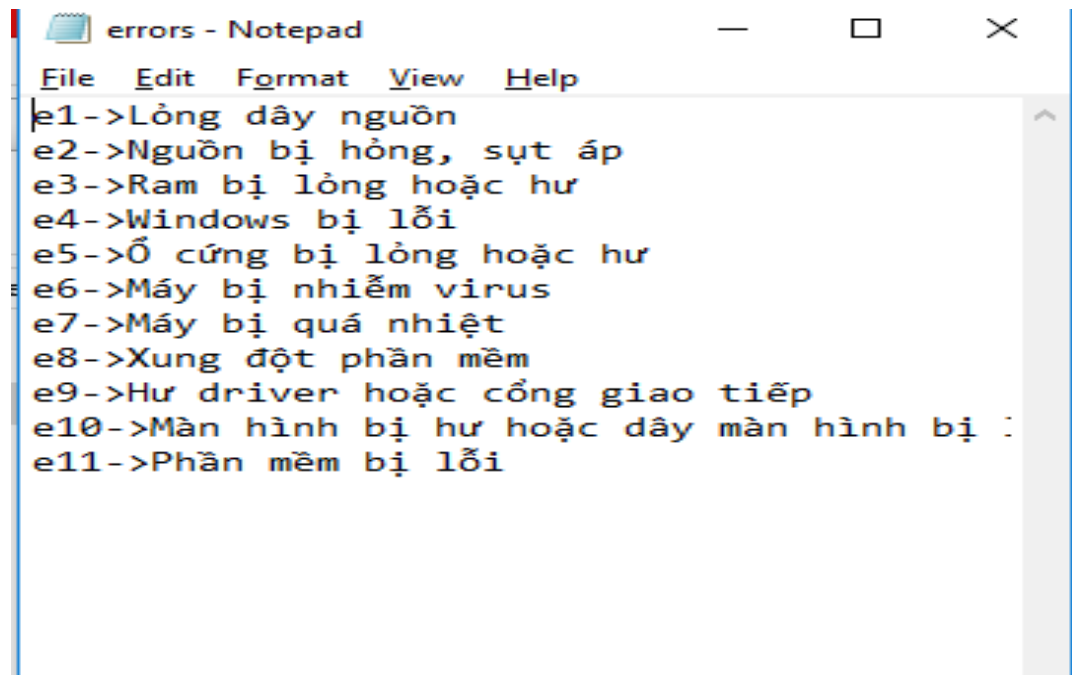 errors - Notepad
File Edit Format View Help
e1->Lỏng dây nguồn
e2->Nguồn bị hỏng, sụt áp
e3->Ram bị lỏng hoặc hư
e4->Windows bị lỗi
e5->Ổ cứng bị lỏng hoặc hư
e6->Máy bị nhiễm virus
e7->Máy bị quá nhiệt
e8->Xung đột phần mềm
e9->Hư driver hoặc cổng giao tiếp
e10->Màn hình bị hư hoặc dây màn hình bị
e11->Phần mềm bị lỗi